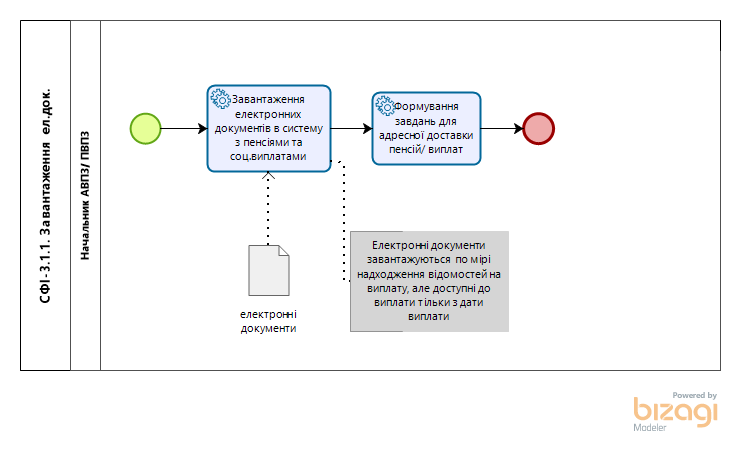 СФІ-3.1.1. Завантаження ел.док.
Начальник АВПЗ/ ПВПЗ
Завантаження
електронних
документів в систему
з пенсіями та
соц.виплатами
Формування
завдань для
адресної доставки
пенсій/ виплат
електронні
документи
Електронні документи
завантажуються по мірі
надходження відомостей на
виплату, але доступні до
виплати тільки з дати
виплати
Powered by
bizagi
Modeler